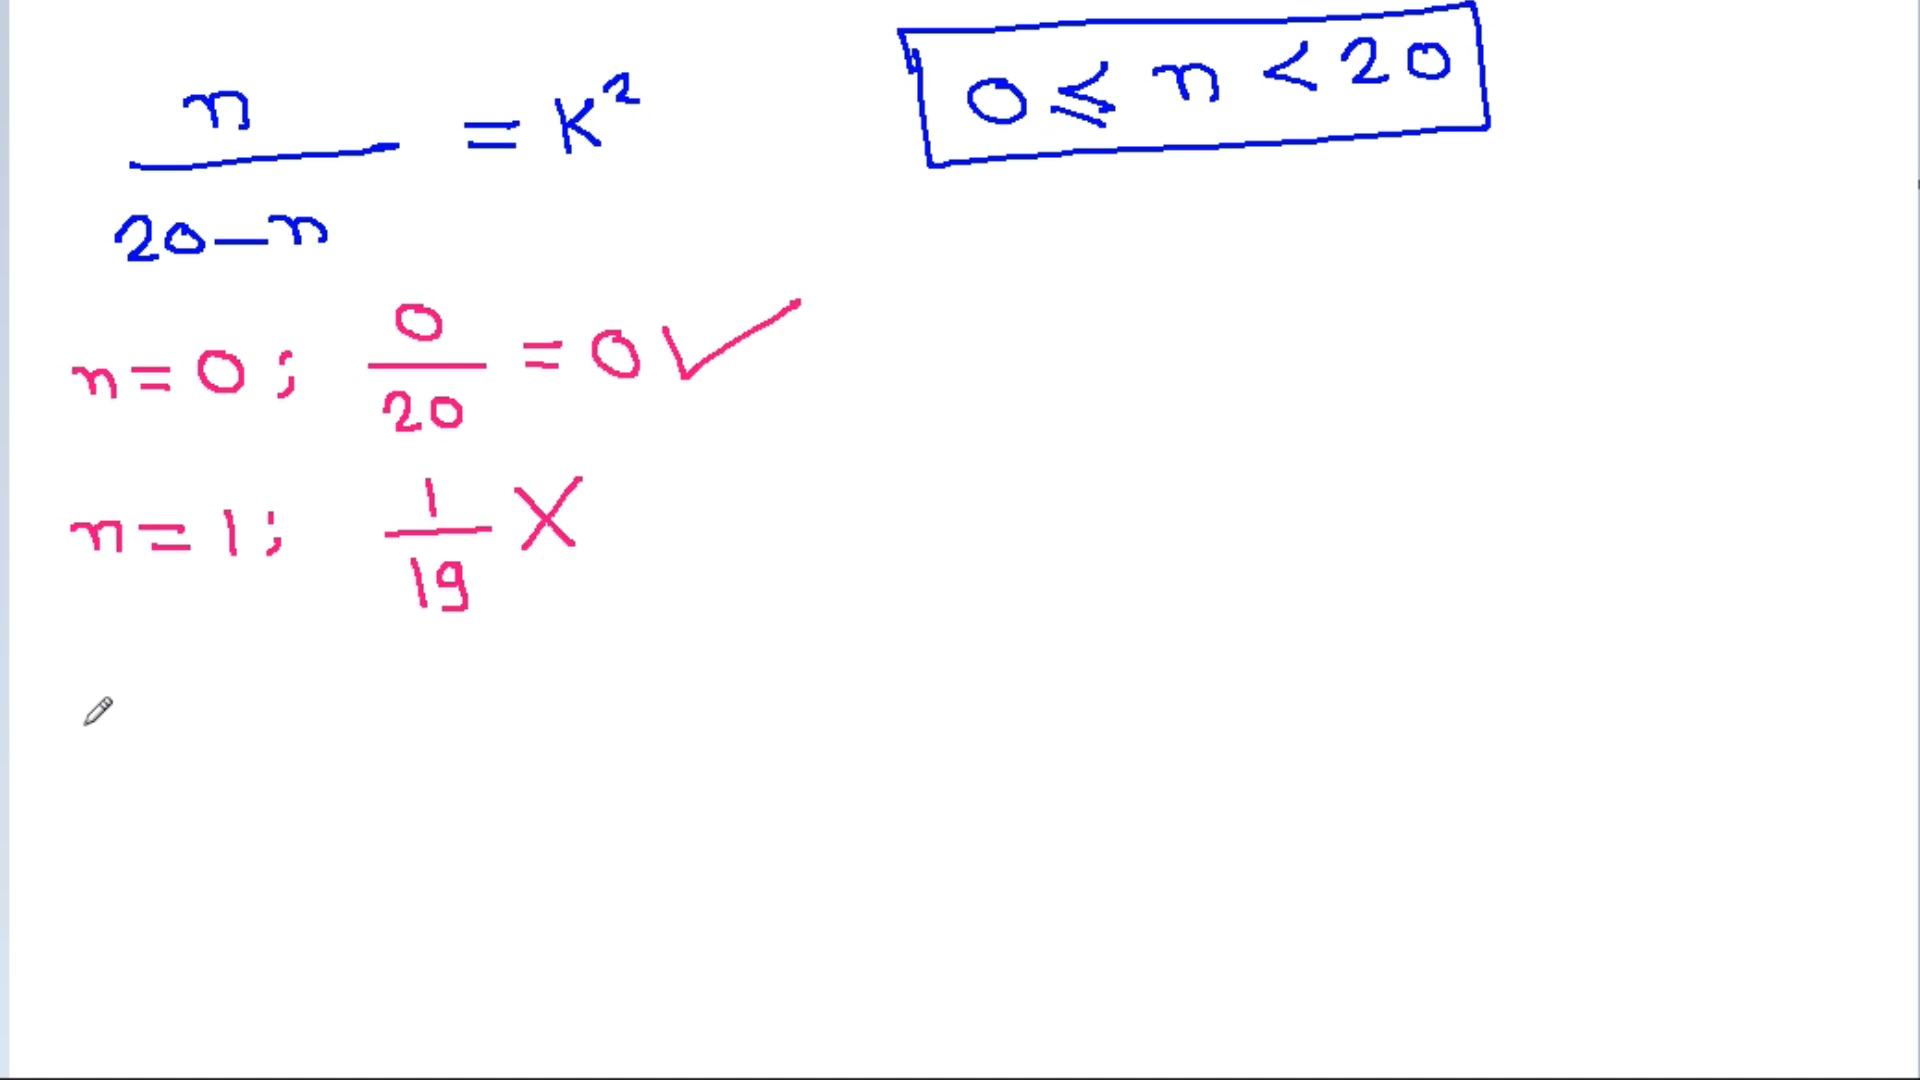 n/(20-n) = K²
0 ≤ n < 20
n = 0 ; 0/20 = 0 ✓
n = 1 ; 1/19 ✗